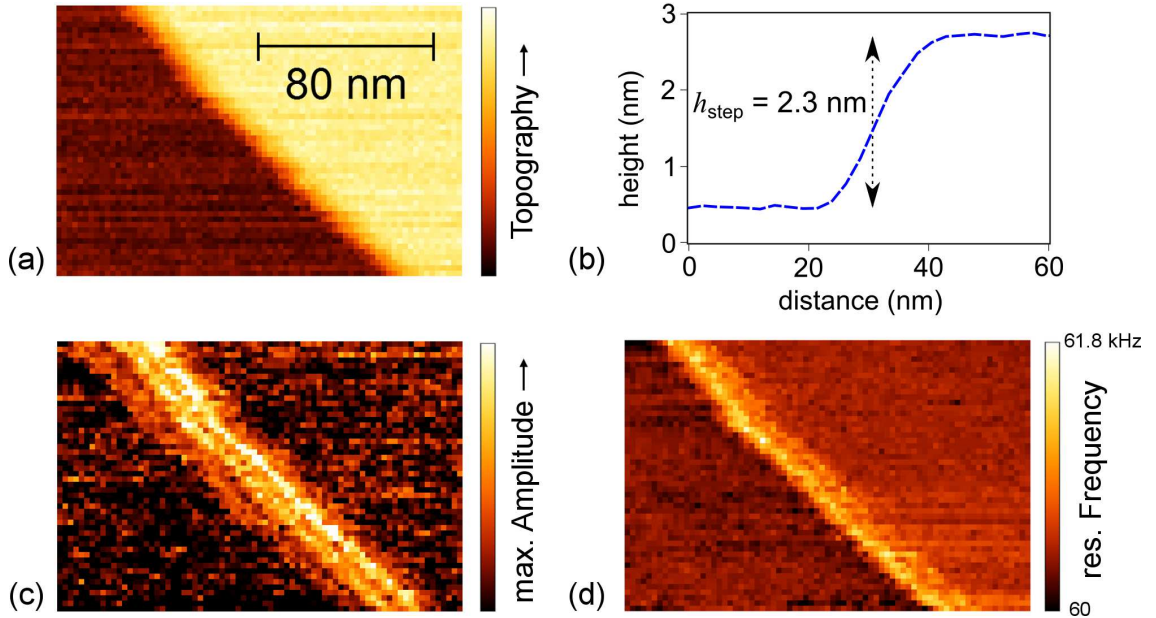 80 nm
Topography →
(a)
3
2
1
0
height (nm)
hstep = 2.3 nm
0
20
40
60
distance (nm)
(b)
max. Amplitude →
(c)
61.8 kHz
res. Frequency
60
(d)